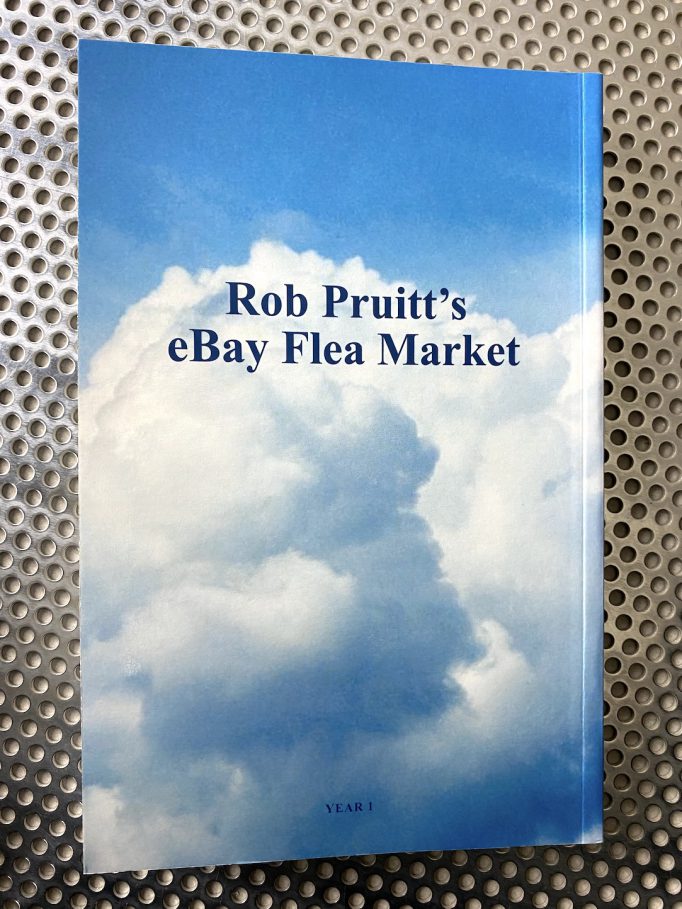 Rob Pruitt’s
eBay Flea Market
YEAR 1